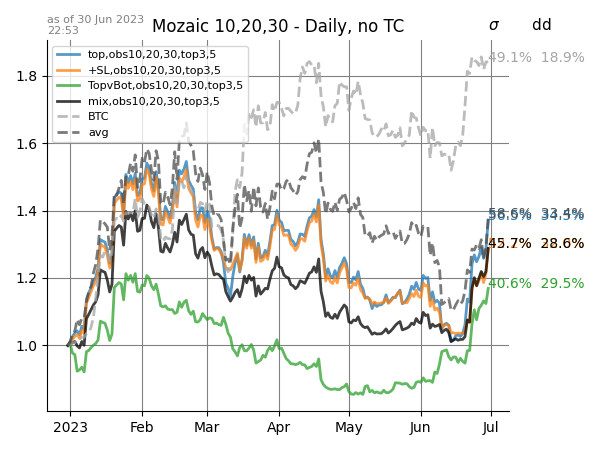 as of 30 Jun 2023
22:53
Mozaic 10,20,30 - Daily, no TC
σ dd
top,obs10,20,30,top3,5
+SL,obs10,20,30,top3,5
TopvBot,obs10,20,30,top3,5
mix,obs10,20,30,top3,5
BTC
avg
49.1% 18.9%
45.7% 28.6%
40.6% 29.5%
1.8
1.6
1.4
1.2
1.0
2023 Feb Mar Apr May Jun Jul